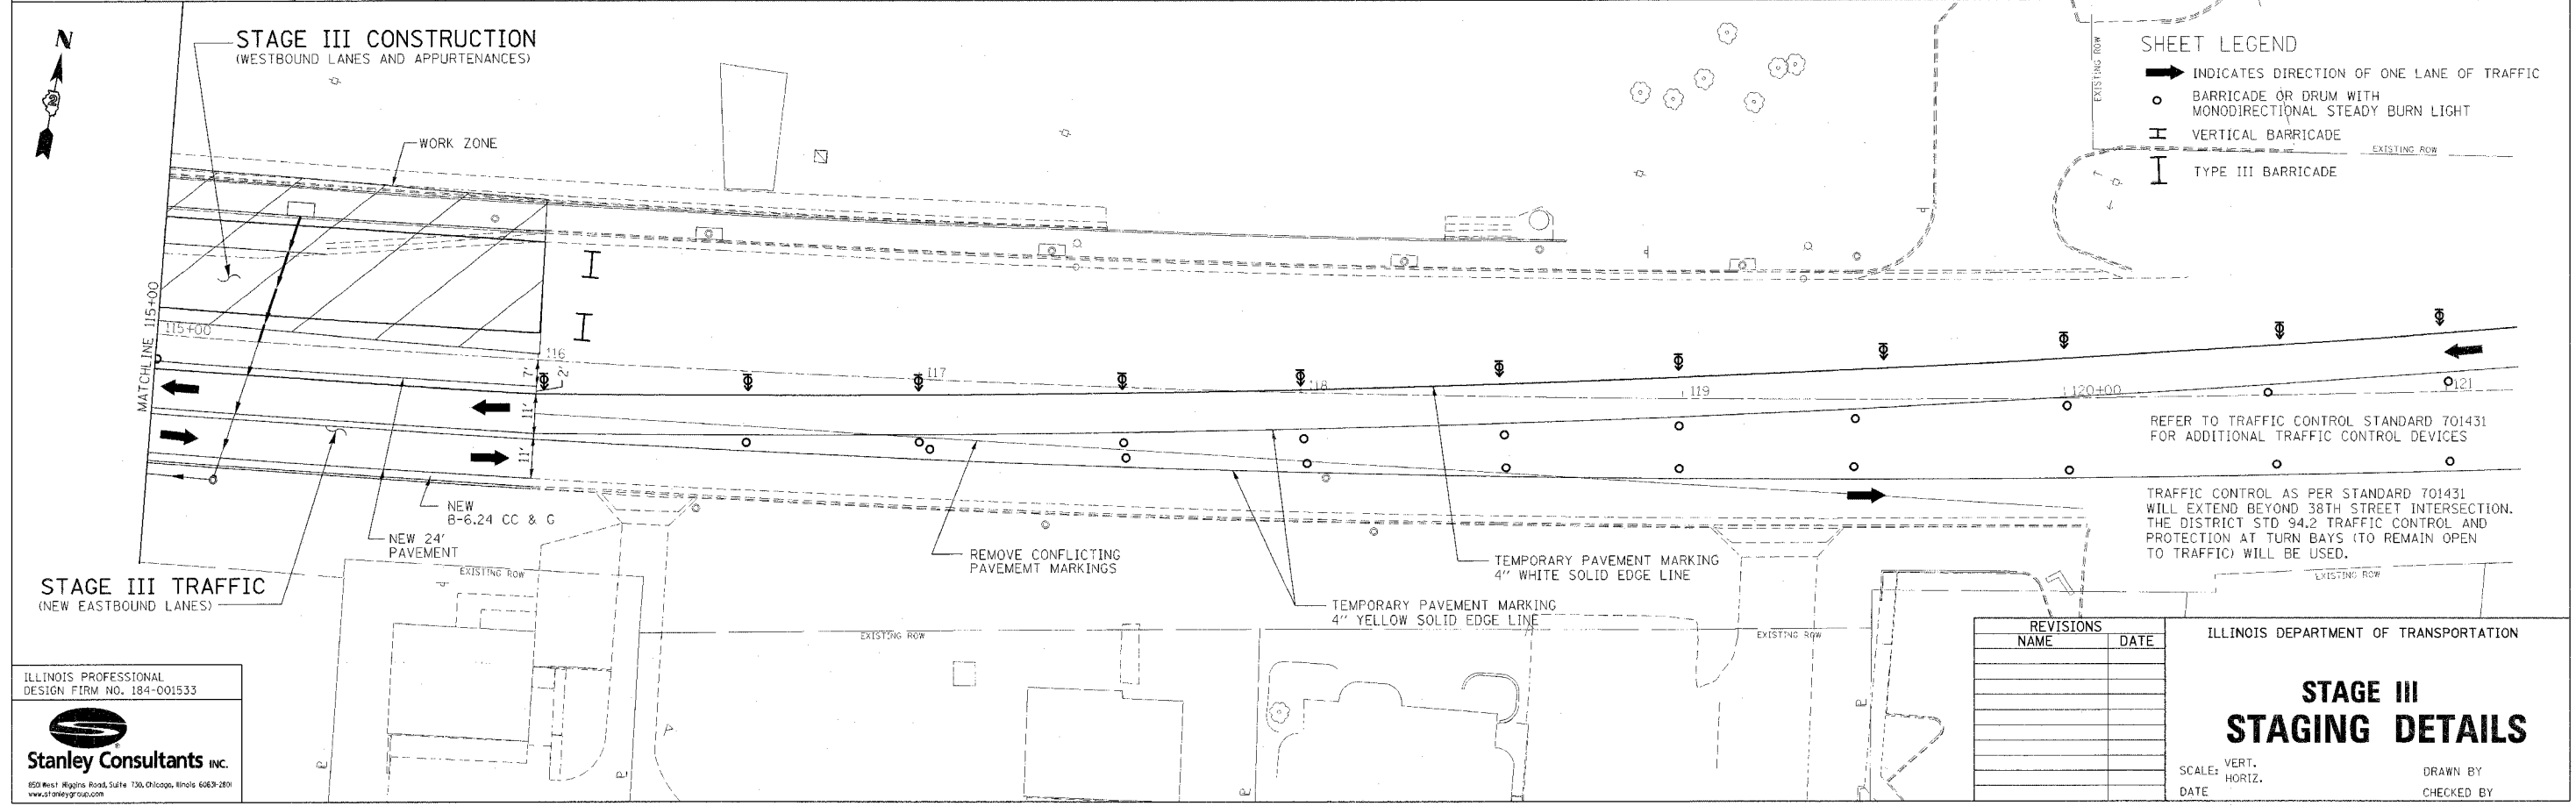 N
STAGE III CONSTRUCTION
(WESTBOUND LANES AND APPURTENANCES)
WORK ZONE
SHEET LEGEND
INDICATES DIRECTION OF ONE LANE OF TRAFFIC
BARRICADE OR DRUM WITH
MONODIRECTIONAL STEADY BURN LIGHT
VERTICAL BARRICADE
TYPE III BARRICADE
EXISTING ROW
EXISTING ROW
MATCHLINE 115+00
115+00
116
117
118
119
120+00
121
7'
2'
11'
11'
REFER TO TRAFFIC CONTROL STANDARD 701431
FOR ADDITIONAL TRAFFIC CONTROL DEVICES
TRAFFIC CONTROL AS PER STANDARD 701431
WILL EXTEND BEYOND 38TH STREET INTERSECTION.
THE DISTRICT STD 94.2 TRAFFIC CONTROL AND
PROTECTION AT TURN BAYS (TO REMAIN OPEN
TO TRAFFIC) WILL BE USED.
NEW
B-6.24 CC & G
NEW 24'
PAVEMENT
REMOVE CONFLICTING
PAVEMEMT MARKINGS
TEMPORARY PAVEMENT MARKING
4" WHITE SOLID EDGE LINE
TEMPORARY PAVEMENT MARKING
4" YELLOW SOLID EDGE LINE
STAGE III TRAFFIC
(NEW EASTBOUND LANES)
EXISTING ROW
EXISTING ROW
EXISTING ROW
EXISTING ROW
ILLINOIS PROFESSIONAL
DESIGN FIRM NO. 184-001533
Stanley Consultants INC.
8501 West Higgins Road, Suite 730, Chicago, Illinois 60631-2801
www.stanleygroup.com
REVISIONS
NAME DATE
ILLINOIS DEPARTMENT OF TRANSPORTATION
STAGE III
STAGING DETAILS
SCALE: VERT.
HORIZ.
DATE
DRAWN BY
CHECKED BY